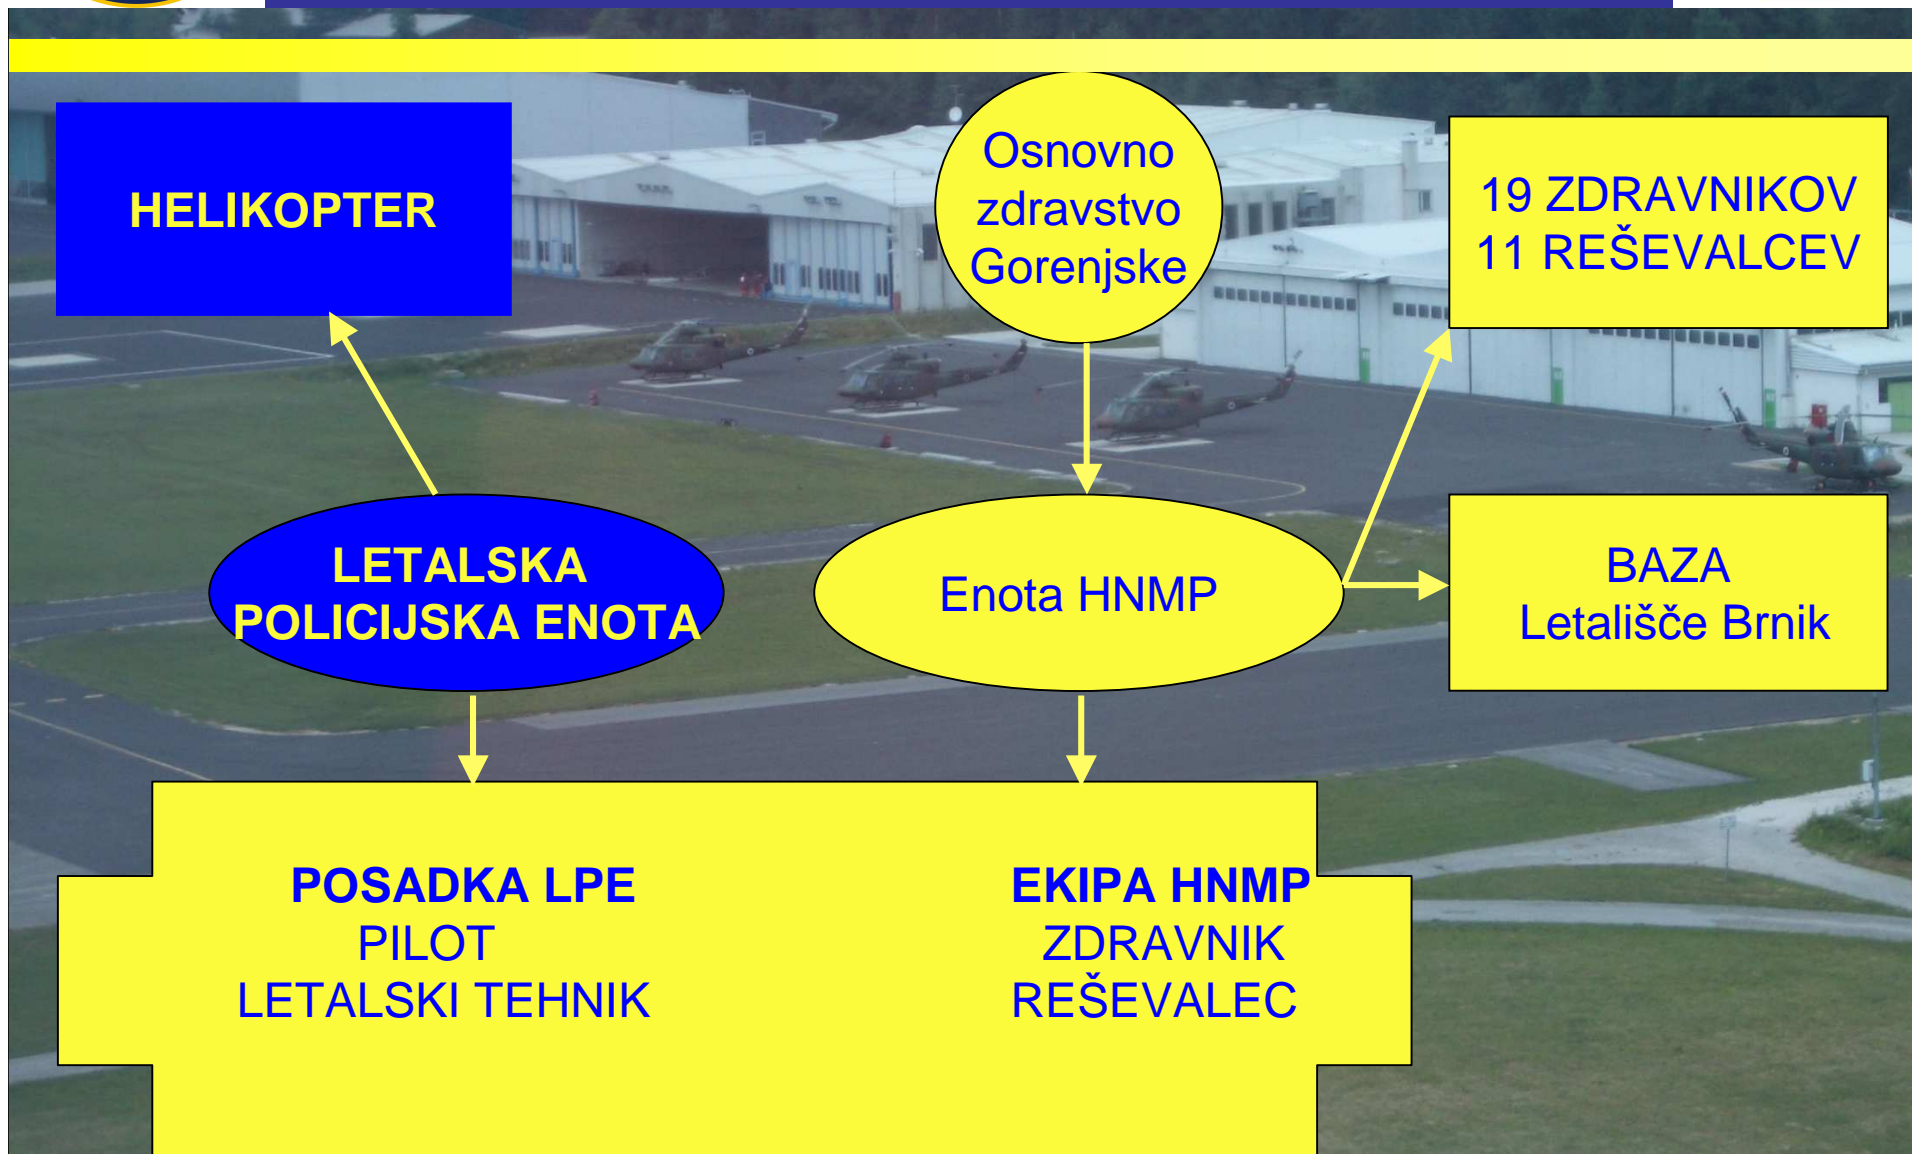 HELIKOPTER
Osnovno
zdravstvo
Gorenjske
19 ZDRAVNIKOV
11 REŠEVALCEV
LETALSKA
POLICIJSKA ENOTA
Enota HNMP
BAZA
Letališče Brnik
POSADKA LPE
PILOT
LETALSKI TEHNIK
EKIPA HNMP
ZDRAVNIK
REŠEVALEC